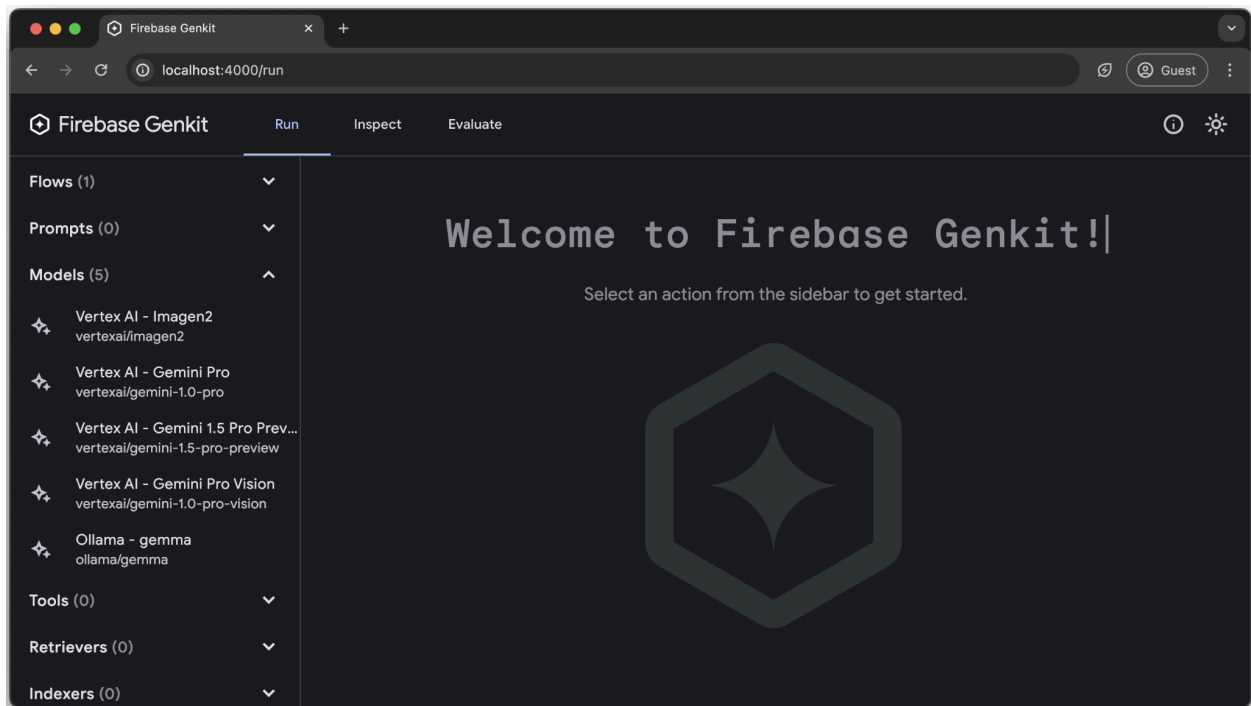 Firebase Genkit
localhost:4000/run
Guest
Firebase Genkit
Run
Inspect
Evaluate
Flows (1)
Prompts (0)
Models (5)
Vertex AI - Imagen2
vertexai/imagen2
Vertex AI - Gemini Pro
vertexai/gemini-1.0-pro
Vertex AI - Gemini 1.5 Pro Prev...
vertexai/gemini-1.5-pro-preview
Vertex AI - Gemini Pro Vision
vertexai/gemini-1.0-pro-vision
Ollama - gemma
ollama/gemma
Tools (0)
Retrievers (0)
Indexers (0)
Welcome to Firebase Genkit!
Select an action from the sidebar to get started.